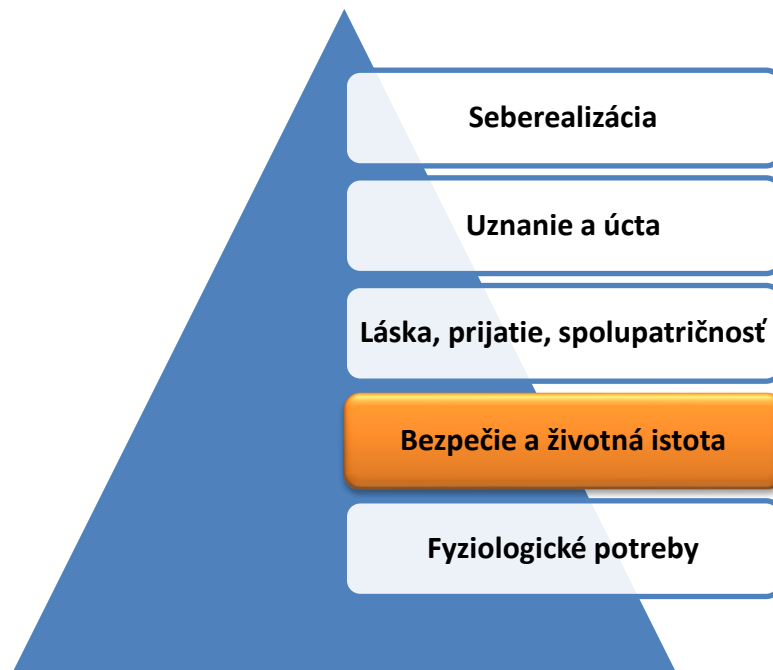 Seberealizácia
Uznanie a úcta
Láska, prijatie, spolupatričnosť
Bezpečie a životná istota
Fyziologické potreby